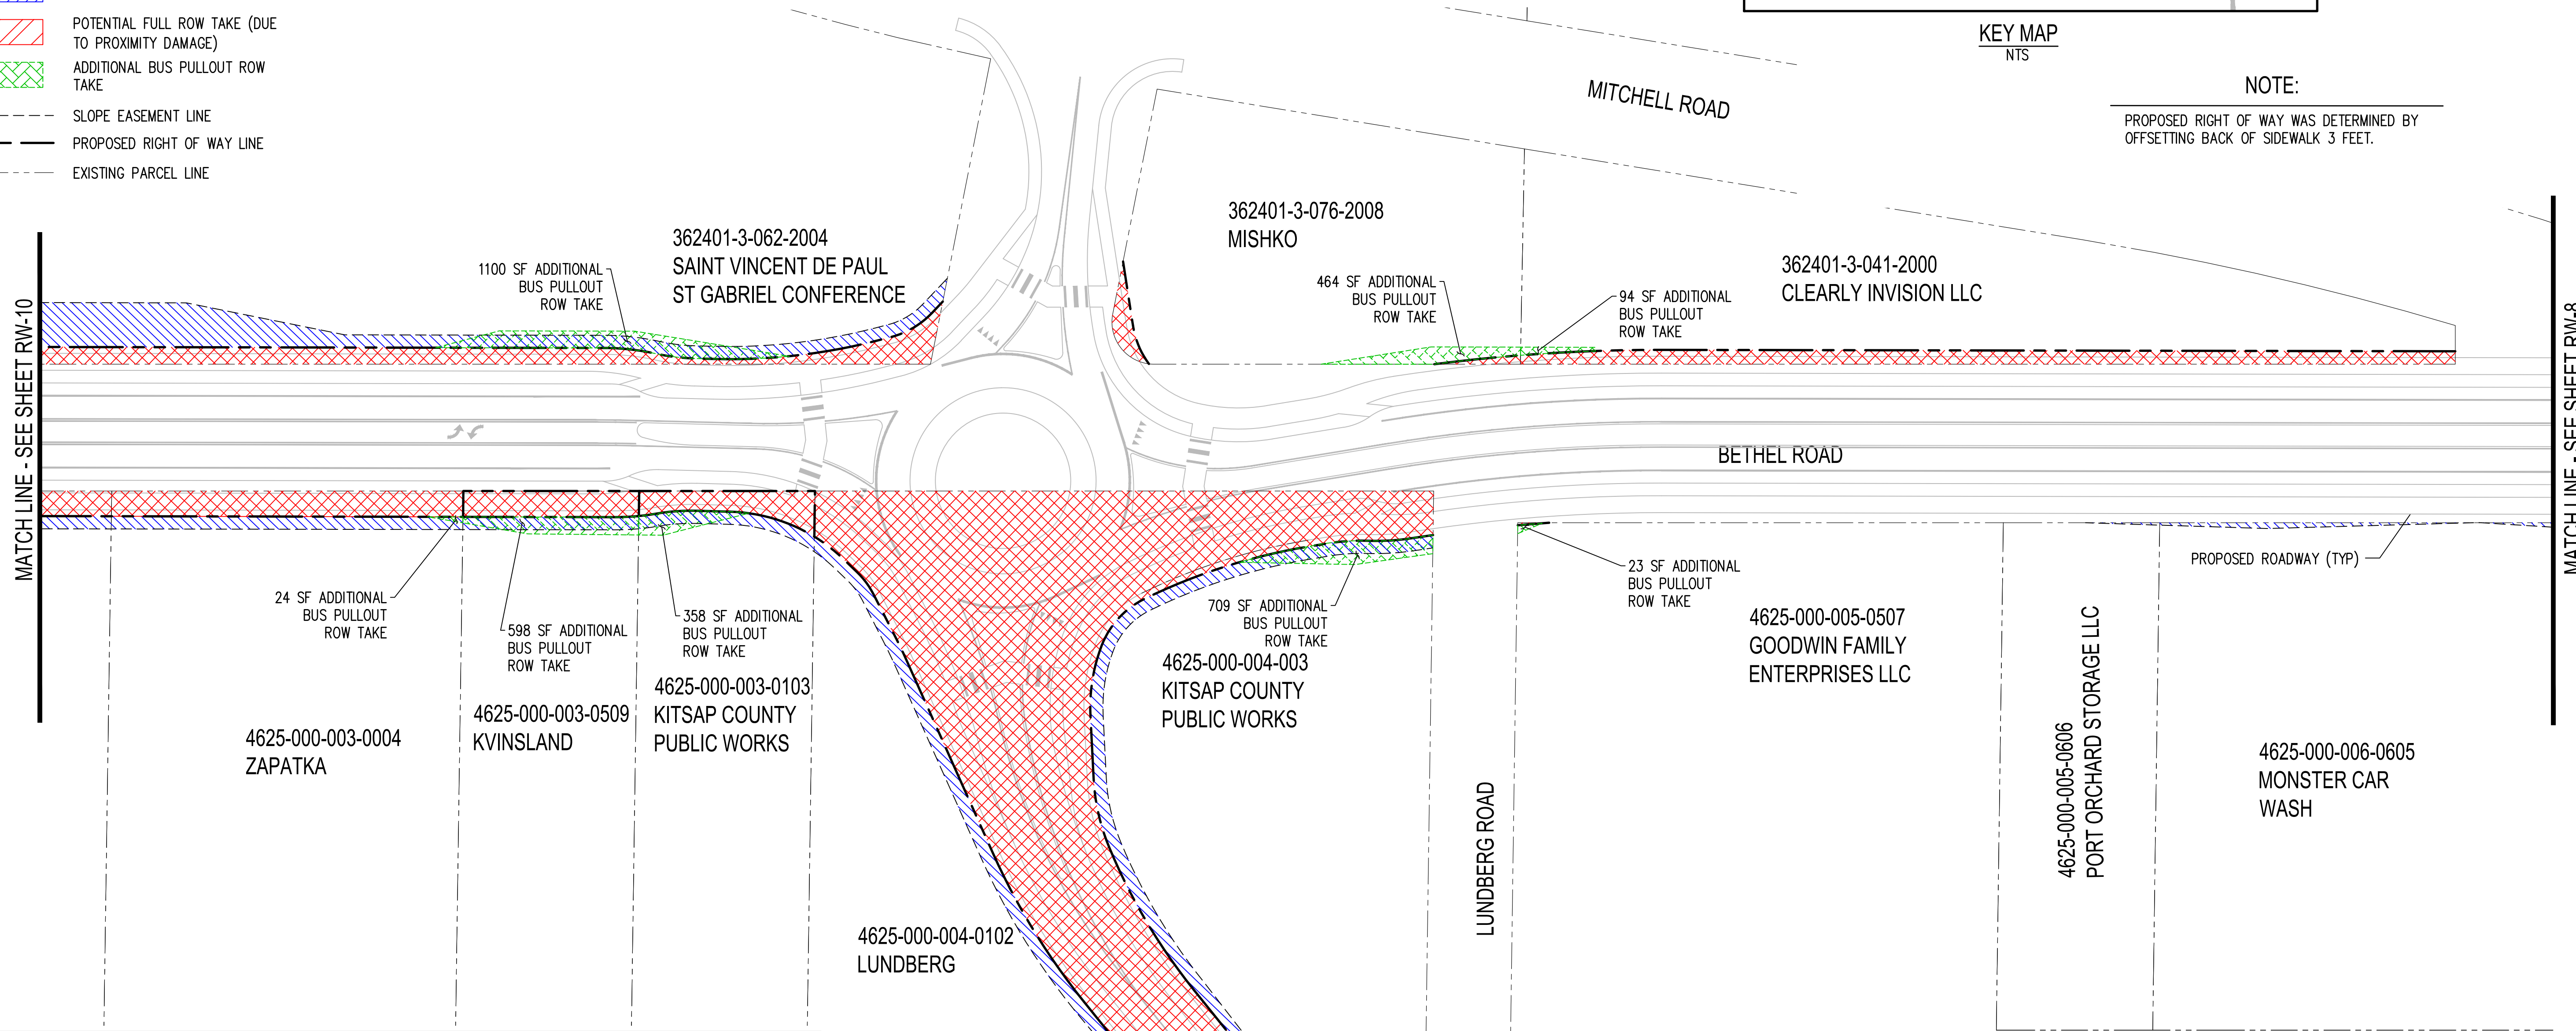 POTENTIAL FULL ROW TAKE (DUE
TO PROXIMITY DAMAGE)
ADDITIONAL BUS PULLOUT ROW
TAKE
SLOPE EASEMENT LINE
PROPOSED RIGHT OF WAY LINE
EXISTING PARCEL LINE
KEY MAP
NTS
NOTE:
PROPOSED RIGHT OF WAY WAS DETERMINED BY
OFFSETTING BACK OF SIDEWALK 3 FEET.
MITCHELL ROAD
MATCH LINE - SEE SHEET RW-10
1100 SF ADDITIONAL
BUS PULLOUT
ROW TAKE
362401-3-062-2004
SAINT VINCENT DE PAUL
ST GABRIEL CONFERENCE
362401-3-076-2008
MISHKO
464 SF ADDITIONAL
BUS PULLOUT
ROW TAKE
94 SF ADDITIONAL
BUS PULLOUT
ROW TAKE
362401-3-041-2000
CLEARLY INVISION LLC
MATCH LINE - SEE SHEET RW-8
BETHEL ROAD
24 SF ADDITIONAL
BUS PULLOUT
ROW TAKE
598 SF ADDITIONAL
BUS PULLOUT
ROW TAKE
358 SF ADDITIONAL
BUS PULLOUT
ROW TAKE
709 SF ADDITIONAL
BUS PULLOUT
ROW TAKE
23 SF ADDITIONAL
BUS PULLOUT
ROW TAKE
PROPOSED ROADWAY (TYP)
4625-000-003-0004
ZAPATKA
4625-000-003-0509
KVINSLAND
4625-000-003-0103
KITSAP COUNTY
PUBLIC WORKS
4625-000-004-003
KITSAP COUNTY
PUBLIC WORKS
4625-000-005-0507
GOODWIN FAMILY
ENTERPRISES LLC
4625-000-005-0606
PORT ORCHARD STORAGE LLC
4625-000-006-0605
MONSTER CAR
WASH
LUNDBERG ROAD
4625-000-004-0102
LUNDBERG